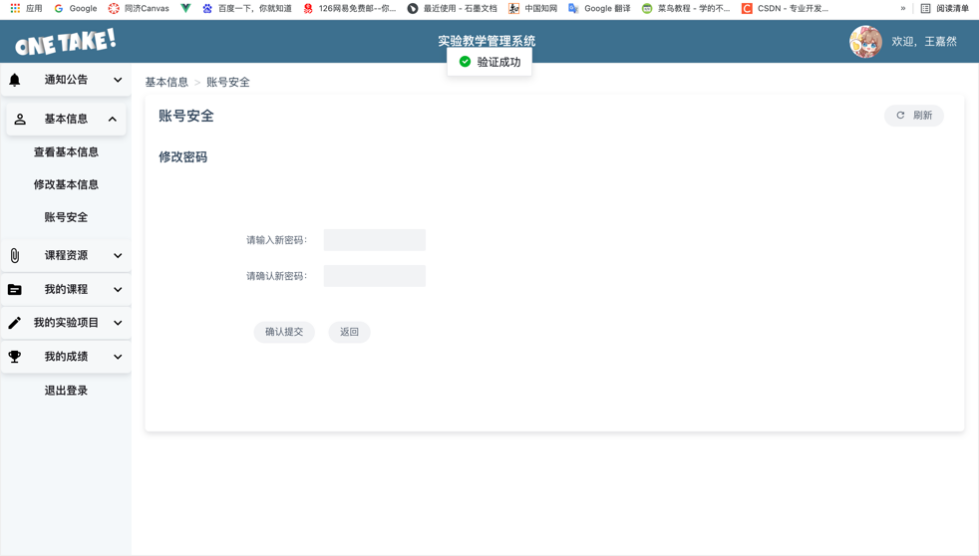 应用 Google 同济Canvas 百度一下，你就知道 126网易免费邮--你... 最近使用 - 石墨文档 中国知网 Google 翻译 菜鸟教程 - 学的不... CSDN - 专业开发... » 阅读清单
ONE TAKE!
实验教学管理系统
欢迎，王嘉然
验证成功
通知公告
基本信息
查看基本信息
修改基本信息
账号安全
课程资源
我的课程
我的实验项目
我的成绩
退出登录
基本信息 > 账号安全
账号安全
刷新
修改密码
请输入新密码：
请确认新密码：
确认提交 返回